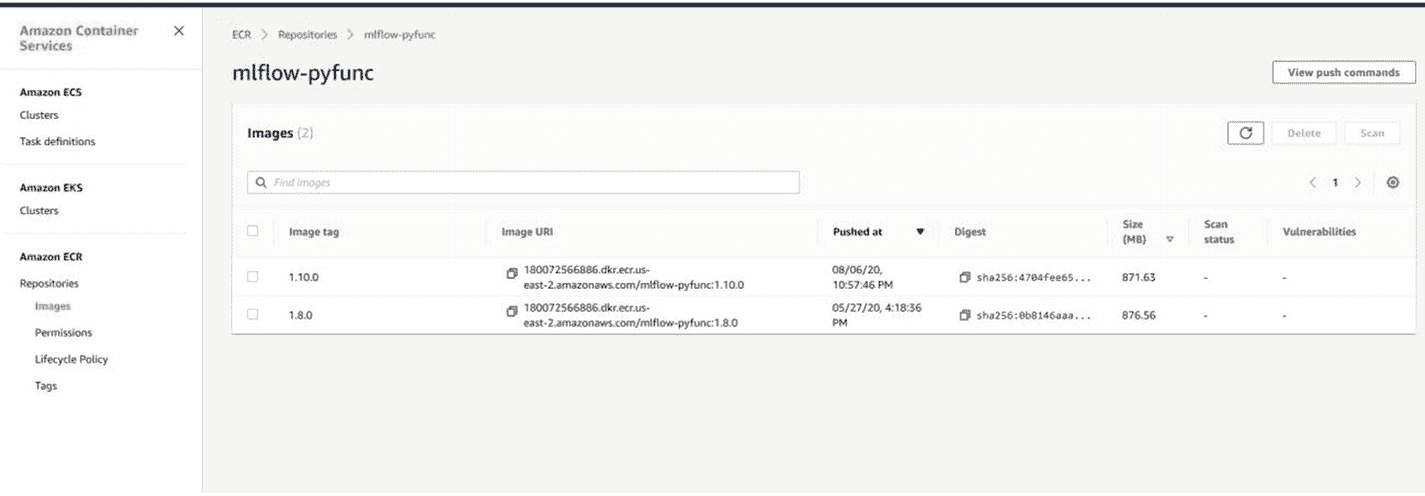 Amazon Container
Services
Amazon ECS
Clusters
Task definitions
Amazon EKS
Clusters
Amazon ECR
Repositories
Images
Permissions
Lifecycle Policy
Tags
ECR > Repositories > mlflow-pyfunc
mlflow-pyfunc
View push commands
Images (2)
Delete Scan
Find images
1
Image tag Image URI Pushed at Digest Size (MB) Scan status Vulnerabilities
1.10.0
180072566886.dkr.ecr.us-
east-2.amazonaws.com/mlflow-pyfunc:1.10.0
08/06/20,
10:57:46 PM
sha256:4704fee65...
871.63
-
-
1.8.0
180072566886.dkr.ecr.us-
east-2.amazonaws.com/mlflow-pyfunc:1.8.0
05/27/20, 4:18:36
PM
sha256:0b8146aaa...
876.56
-
-